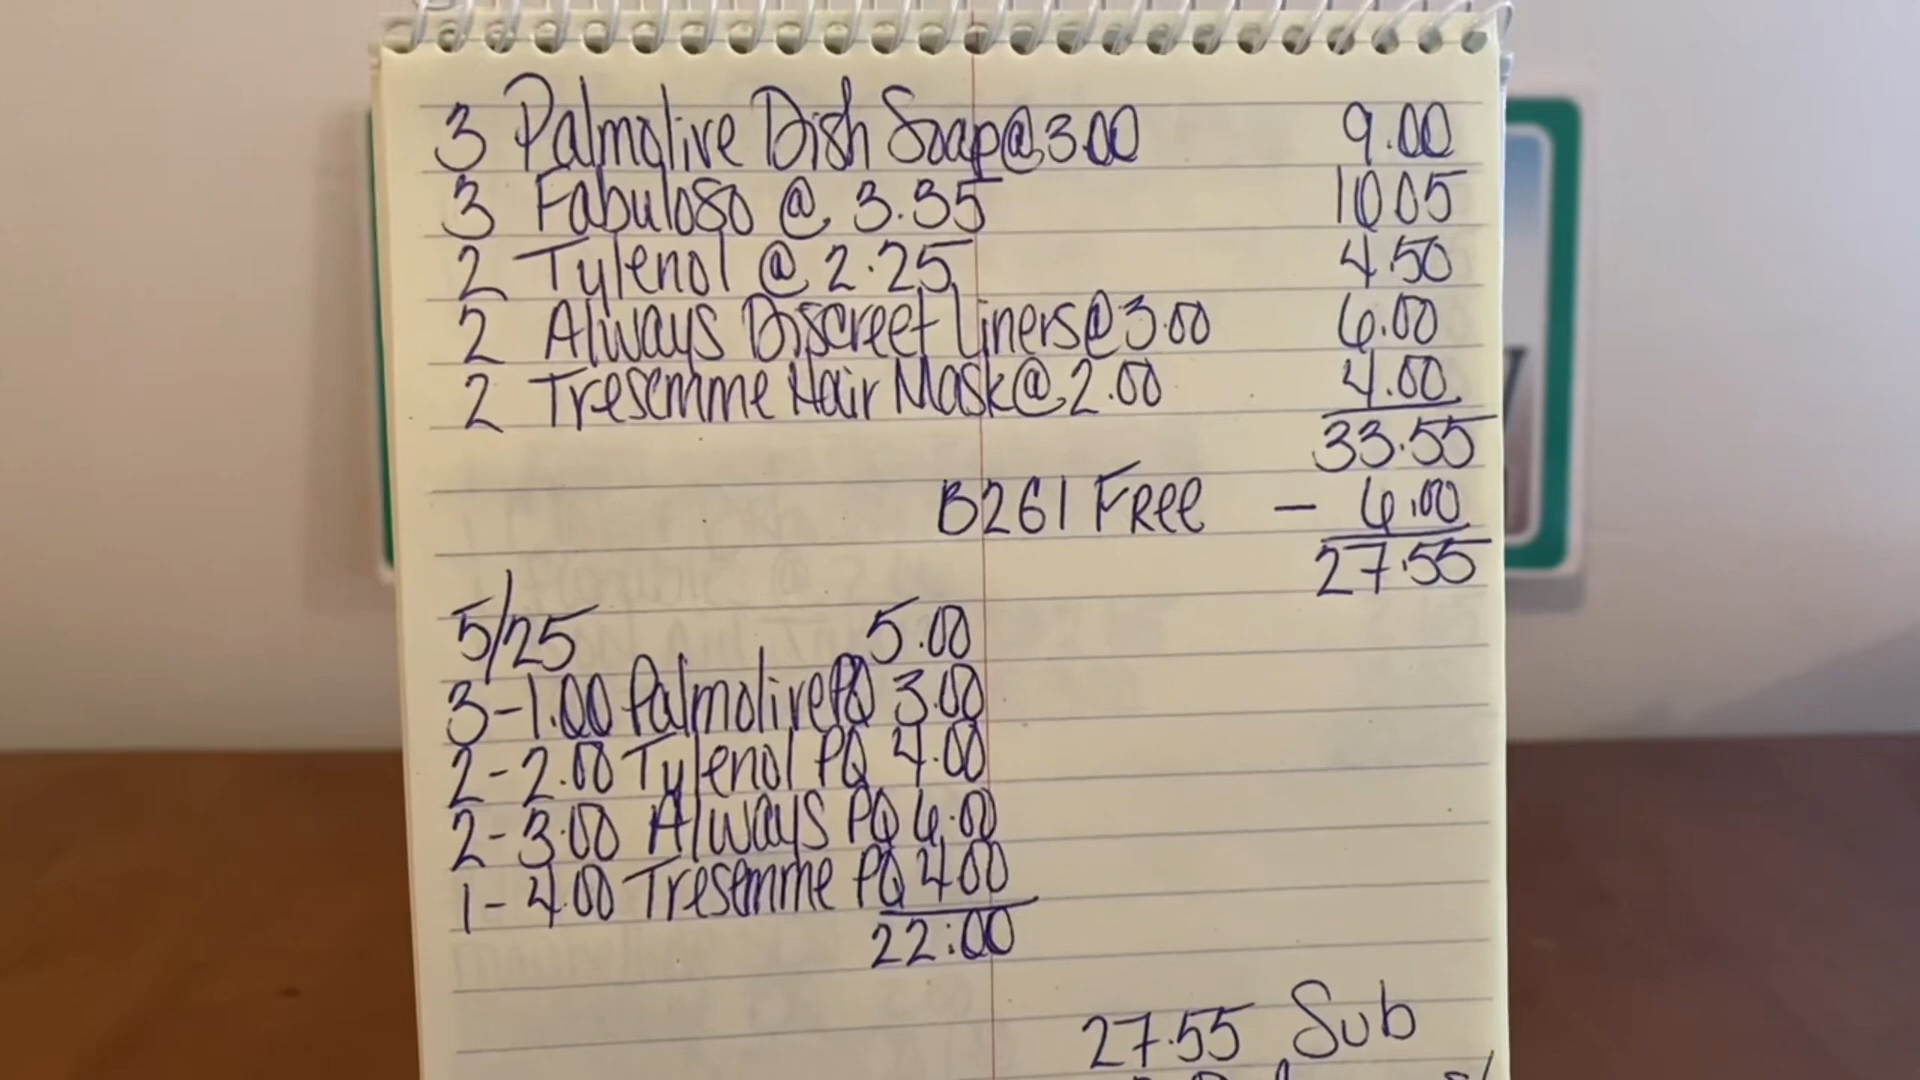 3 Palmolive Dish Soap @ 3.00 9.00
3 Fabuloso @ 3.35 10.05
2 Tylenol @ 2.25 4.50
2 Always Discreet Liners @ 3.00 6.00
2 Tresemme Hair Mask @ 2.00 4.00
33.55
B2G1 Free - 6.00
27.55
5/25 5.00
3-1.00 Palmolive PQ 3.00
2-2.00 Tylenol PQ 4.00
2-3.00 Always PQ 6.00
1-4.00 Tresemme PQ 4.00
22.00
27.55 Sub